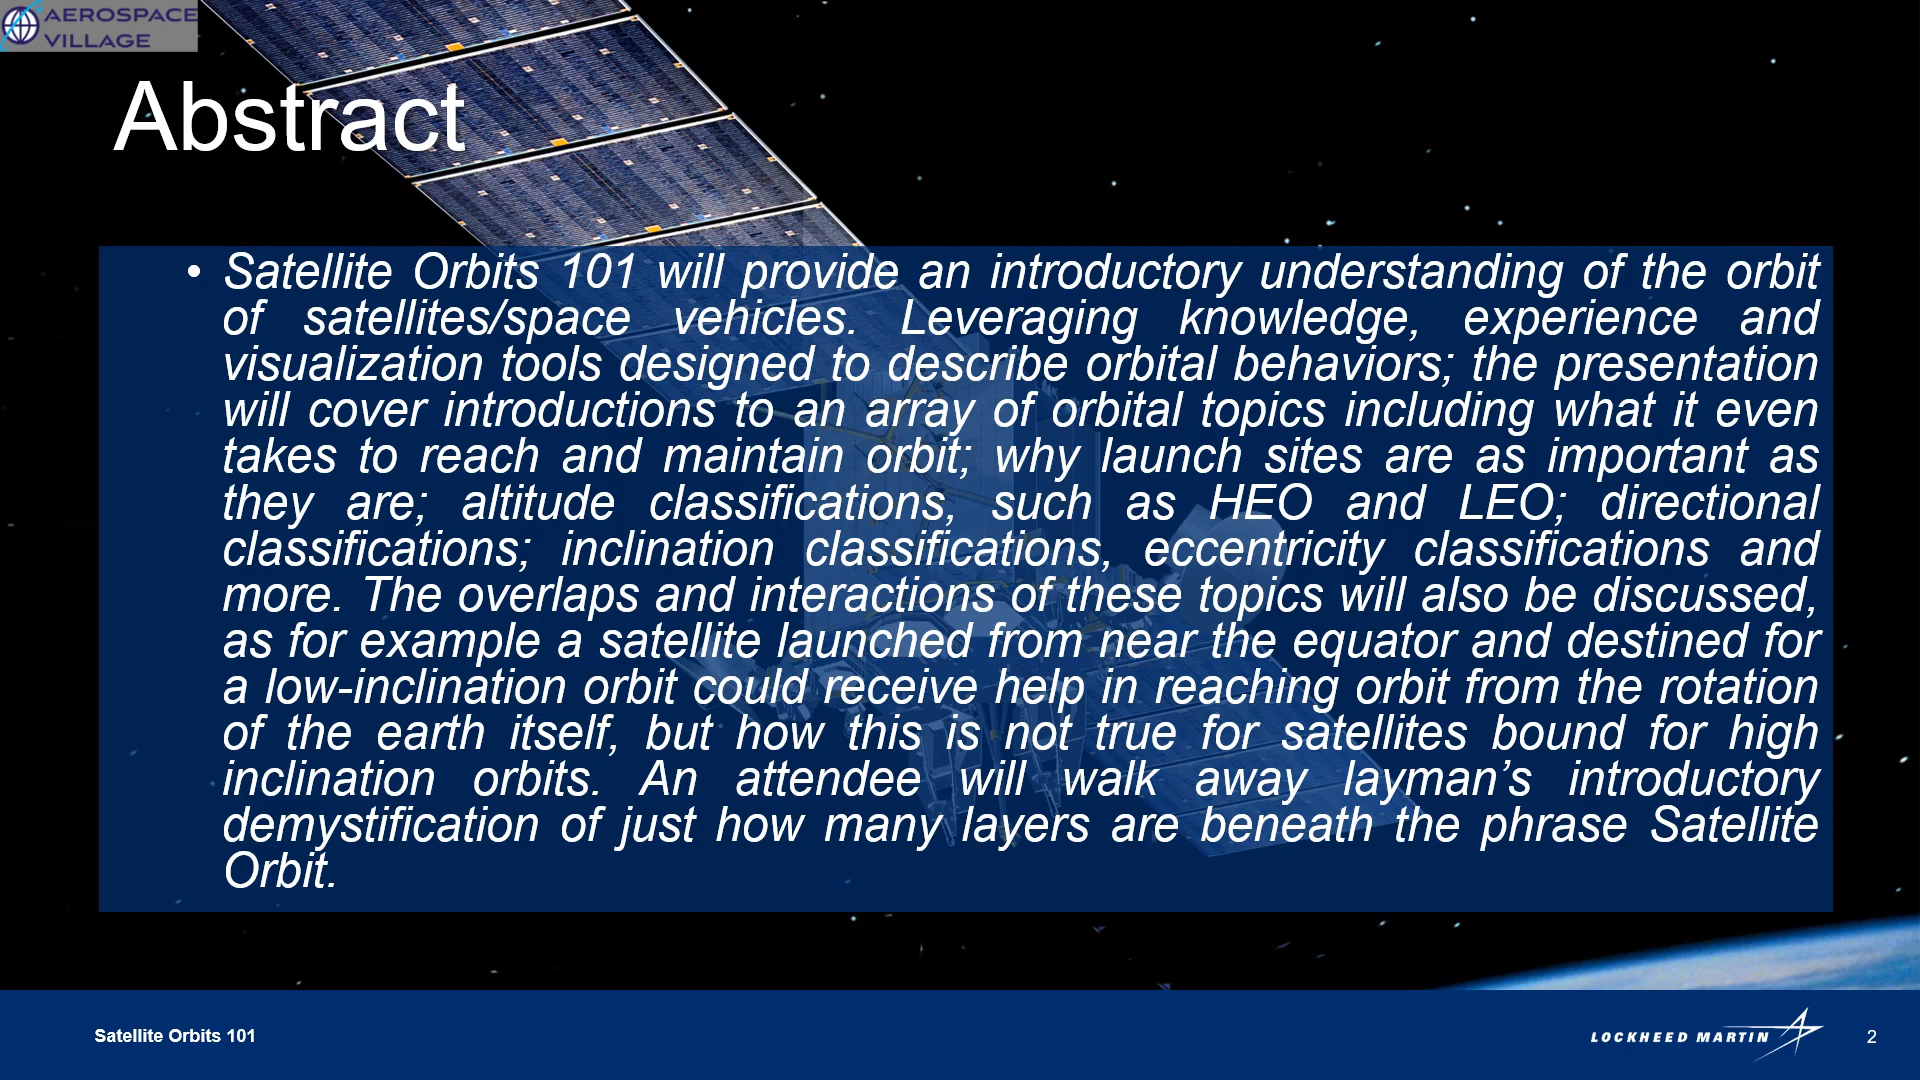 AEROSPACE
VILLAGE
Abstract
• Satellite Orbits 101 will provide an introductory understanding of the orbit
of satellites/space vehicles. Leveraging knowledge, experience and
visualization tools designed to describe orbital behaviors; the presentation
will cover introductions to an array of orbital topics including what it even
takes to reach and maintain orbit; why launch sites are as important as
they are; altitude classifications, such as HEO and LEO; directional
classifications; inclination classifications, eccentricity classifications and
more. The overlaps and interactions of these topics will also be discussed,
as for example a satellite launched from near the equator and destined for
a low-inclination orbit could receive help in reaching orbit from the rotation
of the earth itself, but how this is not true for satellites bound for high
inclination orbits. An attendee will walk away layman’s introductory
demystification of just how many layers are beneath the phrase Satellite
Orbit.
Satellite Orbits 101
LOCKHEED MARTIN
2